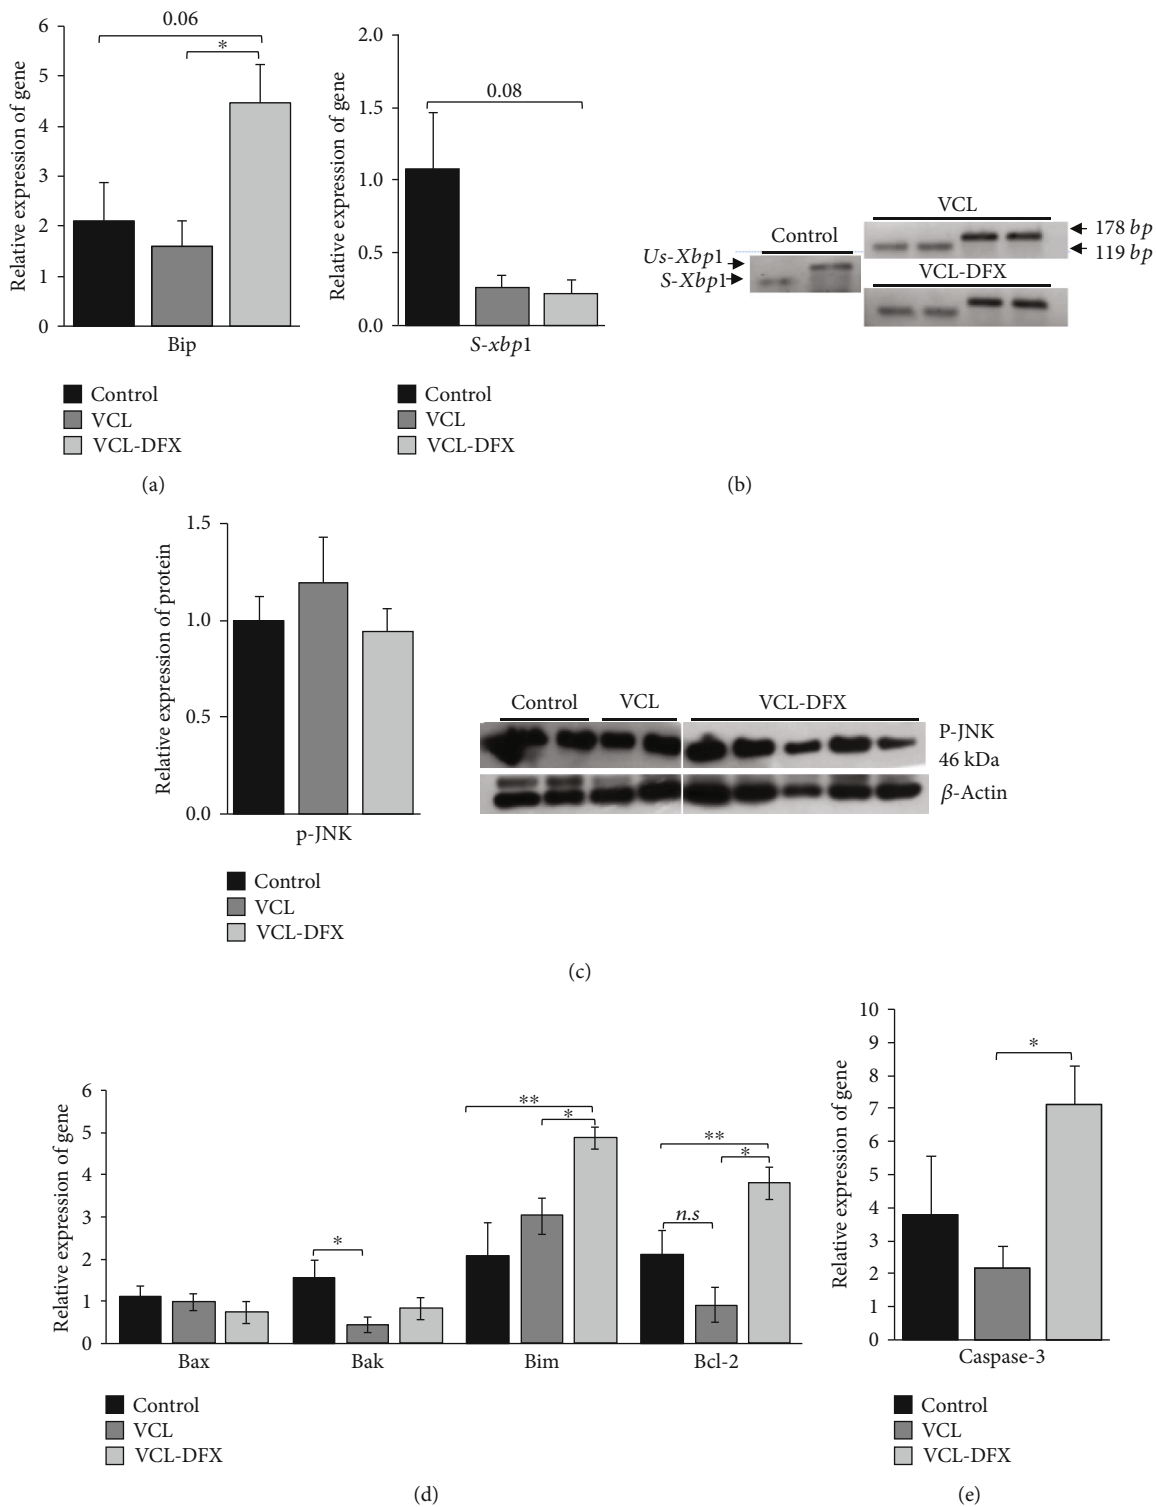 0.06
*
6
5
4
3
2
1
0
Relative expression of gene
Bip
Control
VCL
VCL-DFX
(a)
2.0
1.5
1.0
0.5
0.0
Relative expression of gene
0.08
S-xbp1
Control
VCL
VCL-DFX
Control
Us-Xbp1
S-Xbp1
VCL
178 bp
119 bp
VCL-DFX
(b)
1.5
1.0
0.5
0.0
Relative expression of protein
p-JNK
Control
VCL
VCL-DFX
Control VCL VCL-DFX
P-JNK
46 kDa
β-Actin
(c)
6
5
4
3
2
1
0
Relative expression of gene
*
**
*
n.s
**
*
Bax Bak Bim Bcl-2
Control
VCL
VCL-DFX
(d)
10
9
8
7
6
5
4
3
2
1
0
Relative expression of gene
*
Caspase-3
Control
VCL
VCL-DFX
(e)